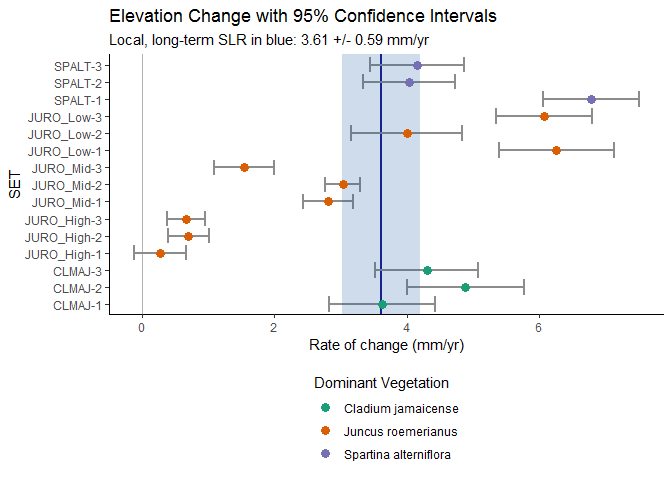 Elevation Change with 95% Confidence Intervals
Local, long-term SLR in blue: 3.61 +/- 0.59 mm/yr
SET
SPALT-3
SPALT-2
SPALT-1
JURO_Low-3
JURO_Low-2
JURO_Low-1
JURO_Mid-3
JURO_Mid-2
JURO_Mid-1
JURO_High-3
JURO_High-2
JURO_High-1
CLMAJ-3
CLMAJ-2
CLMAJ-1
0 2 4 6
Rate of change (mm/yr)
Dominant Vegetation
Cladium jamaicense
Juncus roemerianus
Spartina alterniflora